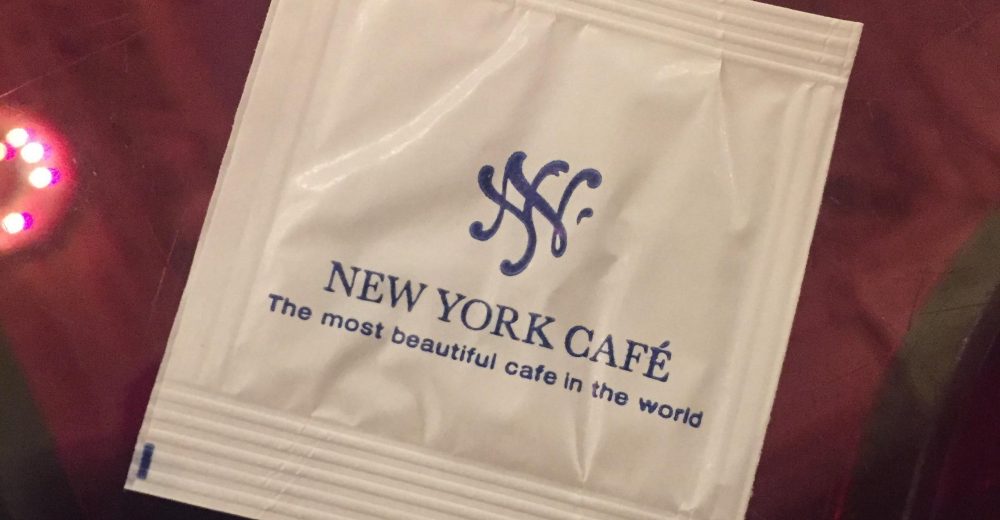 NEW YORK CAFÉ
The most beautiful cafe in the world